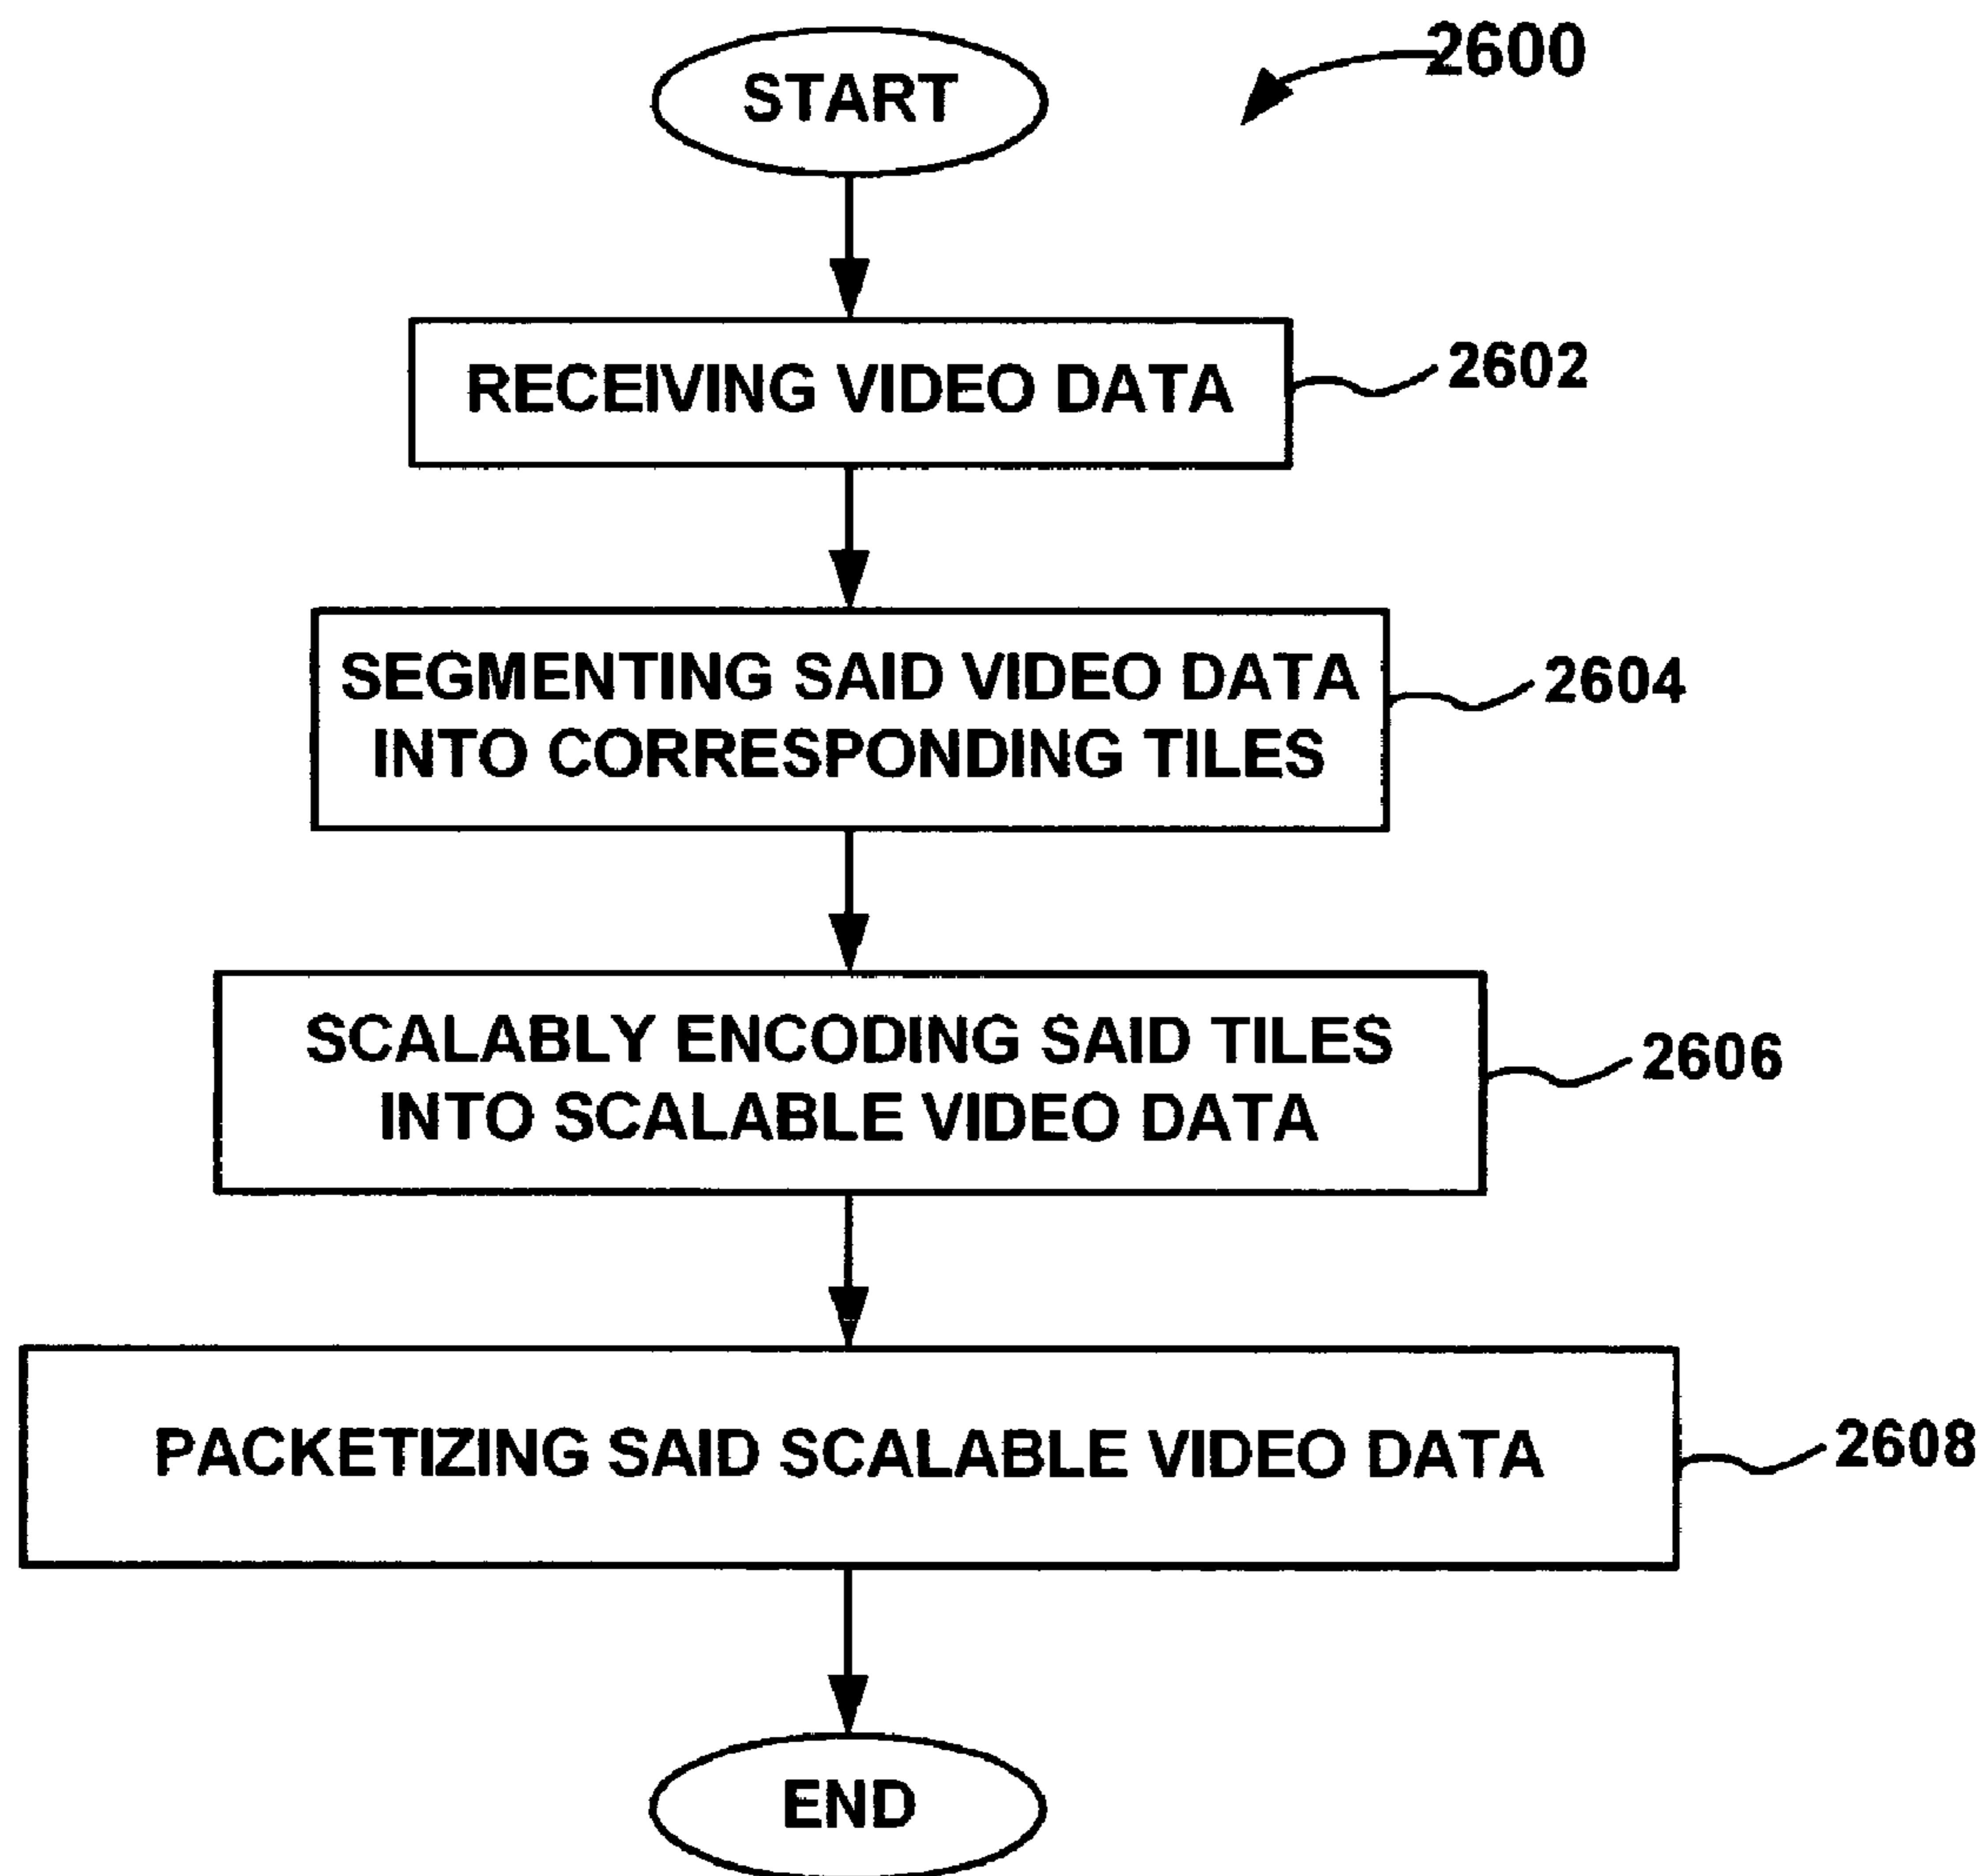 START
2600
RECEIVING VIDEO DATA
2602
SEGMENTING SAID VIDEO DATA
INTO CORRESPONDING TILES
2604
SCALABLY ENCODING SAID TILES
INTO SCALABLE VIDEO DATA
2606
PACKETIZING SAID SCALABLE VIDEO DATA
2608
END